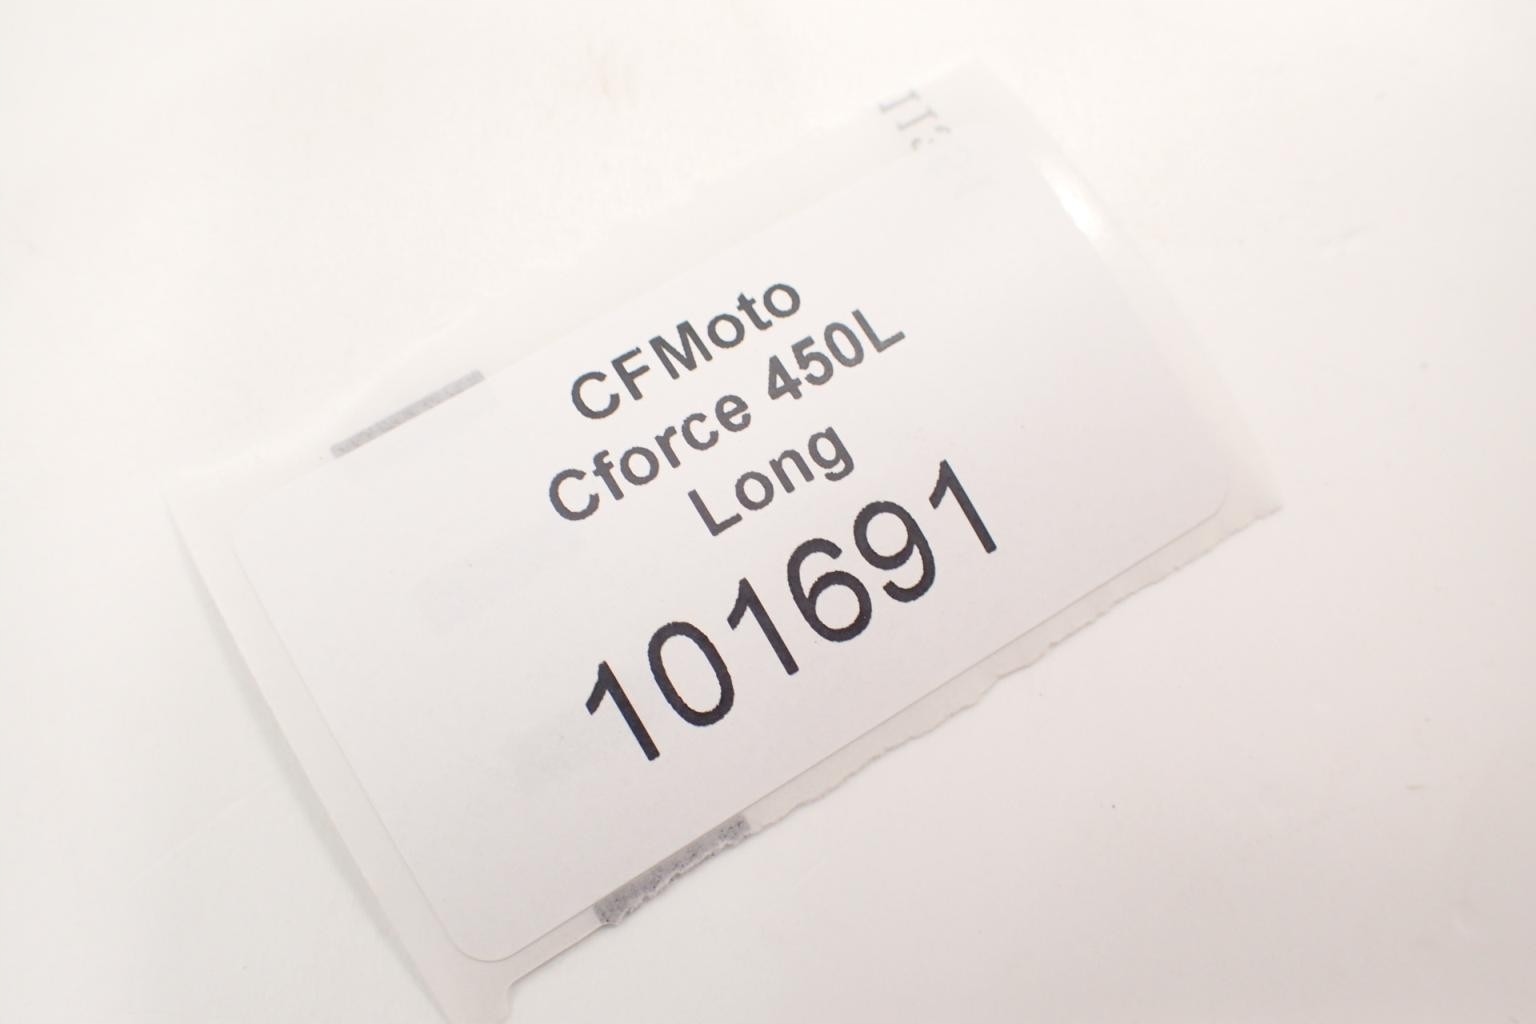 CFMoto
Cforce 450L
Long
101691